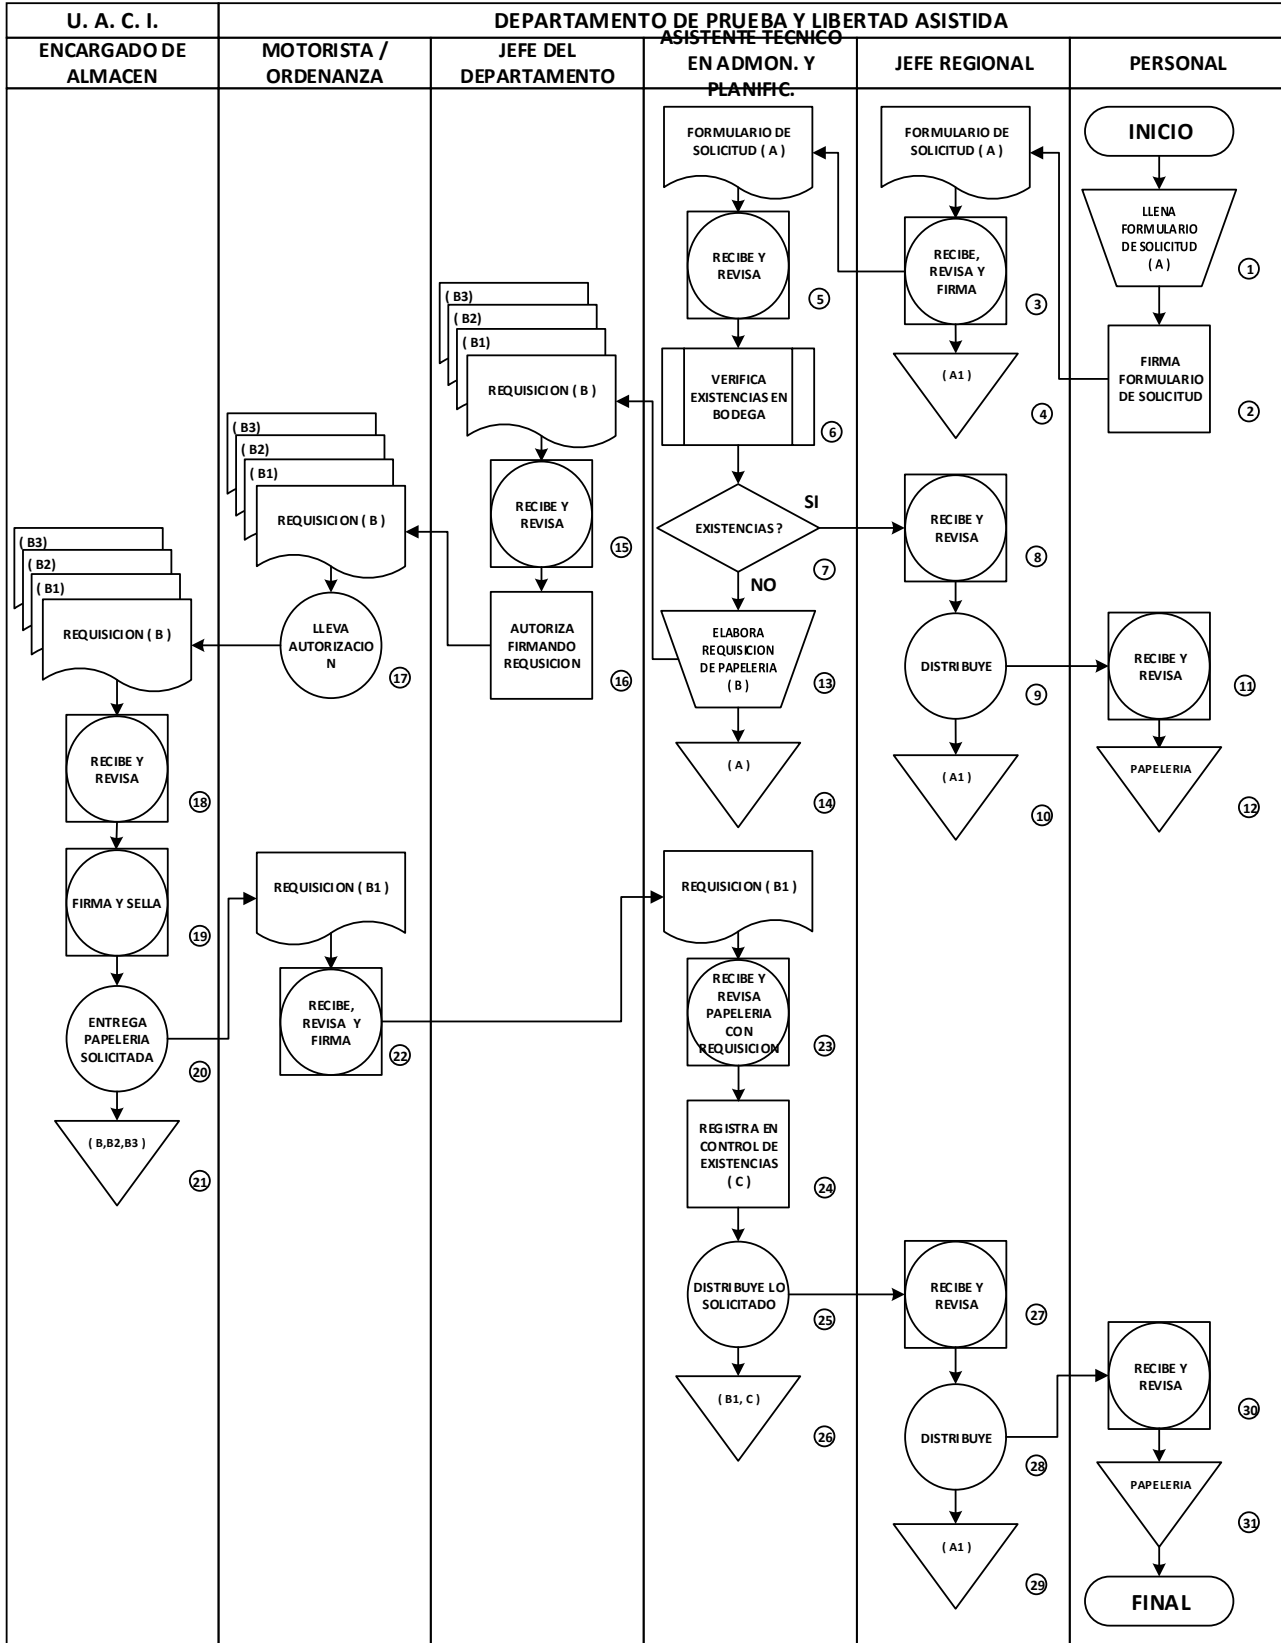 U. A. C. I.
DEPARTAMENTO DE PRUEBA Y LIBERTAD ASISTIDA
ENCARGADO DE
ALMACEN
MOTORISTA /
ORDENANZA
JEFE DEL
DEPARTAMENTO
ASISTENTE TECNICO
EN ADMON. Y
PLANIFIC.
JEFE REGIONAL
PERSONAL
INICIO
LLENA
FORMULARIO
DE SOLICITUD
( A )
1
FIRMA
FORMULARIO
DE SOLICITUD
2
FORMULARIO DE
SOLICITUD ( A )
RECIBE,
REVISA Y
FIRMA
3
( A1 )
4
FORMULARIO DE
SOLICITUD ( A )
RECIBE Y
REVISA
5
VERIFICA
EXISTENCIAS EN
BODEGA
6
EXISTENCIAS ?
7
SI
NO
RECIBE Y
REVISA
8
DISTRIBUYE
9
( A1 )
10
RECIBE Y
REVISA
11
PAPELERIA
12
ELABORA
REQUISICION
DE PAPELERIA
( B )
13
( A )
14
( B3)
( B2)
( B1)
REQUISICION ( B )
RECIBE Y
REVISA
15
AUTORIZA
FIRMANDO
REQUSICION
16
( B3)
( B2)
( B1)
REQUISICION ( B )
LLEVA
AUTORIZACIO
N
17
( B3)
( B2)
( B1)
REQUISICION ( B )
RECIBE Y
REVISA
18
FIRMA Y SELLA
19
ENTREGA
PAPELERIA
SOLICITADA
20
( B,B2,B3 )
21
REQUISICION ( B1 )
RECIBE,
REVISA Y
FIRMA
22
REQUISICION ( B1 )
RECIBE Y
REVISA
PAPELERIA
CON
REQUISICION
23
REGISTRA EN
CONTROL DE
EXISTENCIAS
( C )
24
DISTRIBUYE LO
SOLICITADO
25
( B1, C )
26
RECIBE Y
REVISA
27
DISTRIBUYE
28
( A1 )
29
RECIBE Y
REVISA
30
PAPELERIA
31
FINAL